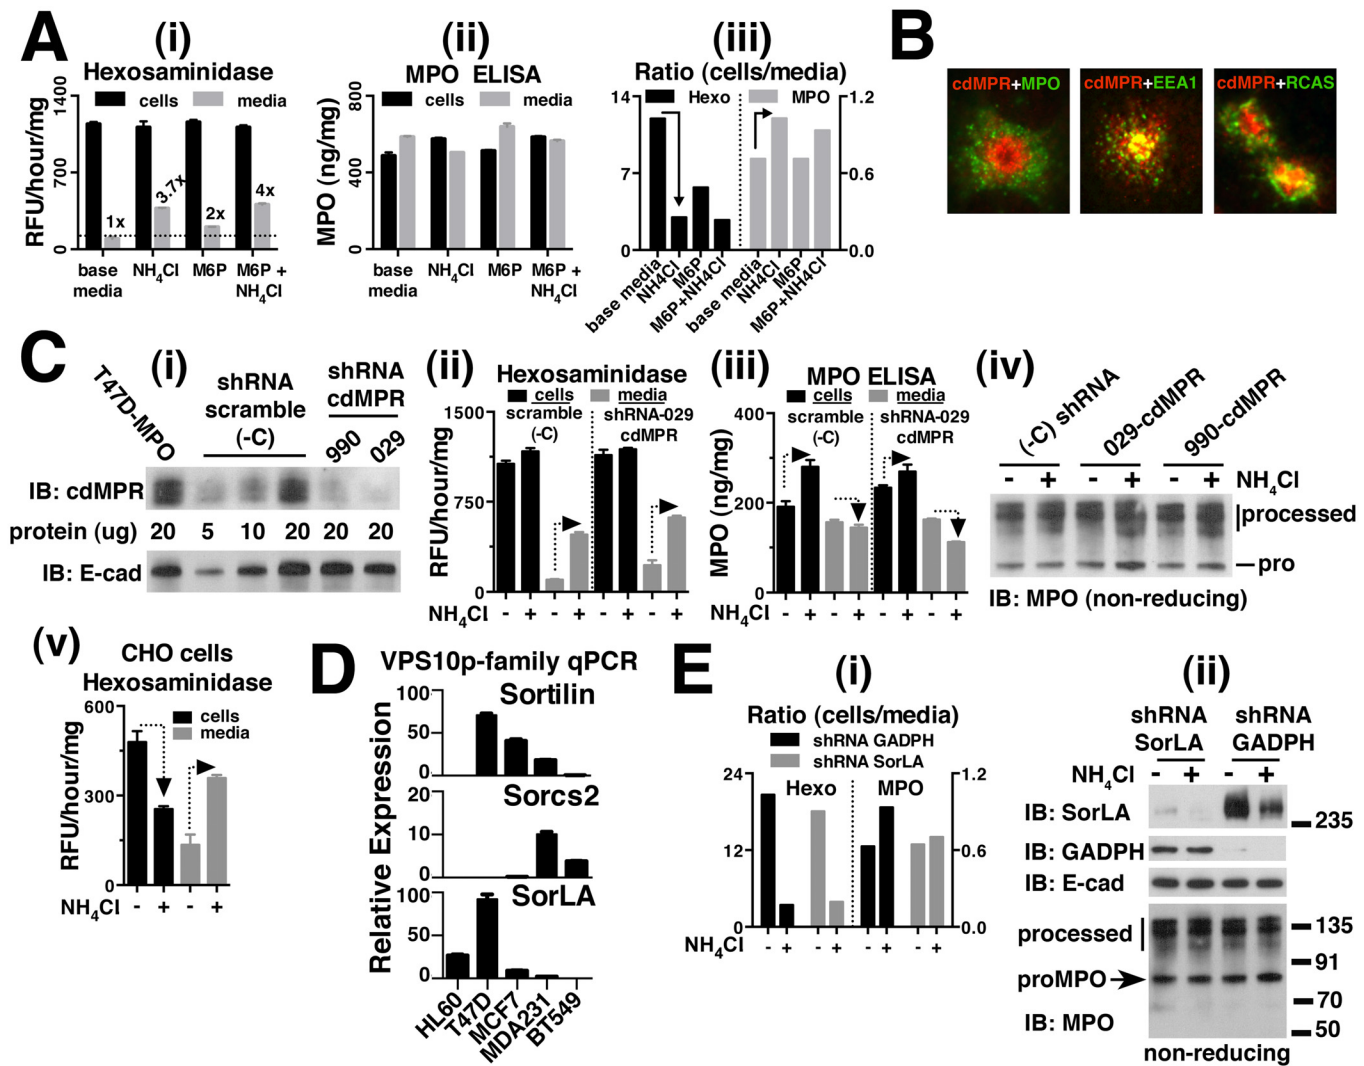 A
(i)
Hexosaminidase
cells
media
RFU/hour/mg
1400
700
0
1x
3.7x
2x
4x
base media
NH4Cl
M6P
M6P + NH4Cl
(ii)
MPO ELISA
cells
media
MPO (ng/mg)
800
400
0
base media
NH4Cl
M6P
M6P + NH4Cl
(iii)
Ratio (cells/media)
Hexo
MPO
14
7
0
1.2
0.6
0.0
base media
NH4Cl
M6P
M6P+NH4Cl
base media
NH4Cl
M6P
M6P+NH4Cl
B
cdMPR+MPO
cdMPR+EEA1
cdMPR+RCAS
C
(i)
T47D-MPO
shRNA scramble (-C)
shRNA cdMPR
990
029
IB: cdMPR
protein (ug)
20 5 10 20 20 20
IB: E-cad
(ii)
Hexosaminidase
cells
media
scramble (-C)
shRNA-029 cdMPR
RFU/hour/mg
1500
750
0
NH4Cl - + - + - + - +
(iii)
MPO ELISA
cells
media
scramble (-C)
shRNA-029 cdMPR
MPO (ng/mg)
400
200
0
NH4Cl - + - + - + - +
(iv)
(-C) shRNA
029-cdMPR
990-cdMPR
- + - + - + NH4Cl
processed
pro
IB: MPO (non-reducing)
(v)
CHO cells
Hexosaminidase
cells
media
RFU/hour/mg
600
300
0
NH4Cl - + - +
D
VPS10p-family qPCR
Relative Expression
Sortilin
100
50
0
Sorcs2
20
10
0
SorLA
100
50
0
HL60
T47D
MCF7
MDA231
BT549
E
(i)
Ratio (cells/media)
shRNA GADPH
shRNA SorLA
Hexo
MPO
24
12
0
1.2
0.6
0.0
NH4Cl - + - + - + - +
(ii)
shRNA SorLA
shRNA GADPH
NH4Cl - + - +
IB: SorLA
235
IB: GADPH
IB: E-cad
processed
proMPO
IB: MPO
135
91
70
50
non-reducing